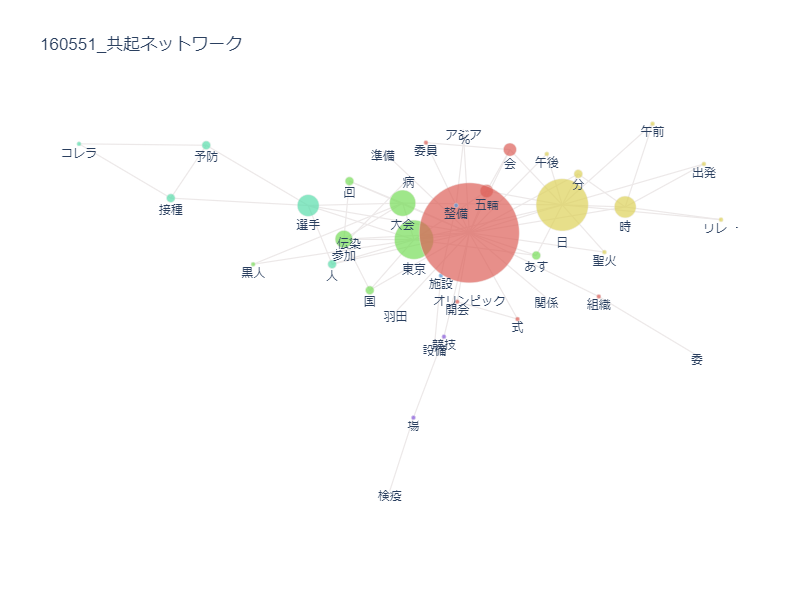 160551_共起ネットワーク
午前
アジア
%
コレラ
予防
準備
委員
会
午後
出発
回
病
分
接種
五輪
整備
選手
大会
時
リレー
日
伝染
参加
東京
あす
聖火
黒人
人
施設
国
オリンピック
関係
組織
羽田
開会
式
競技
設備
委
場
検疫